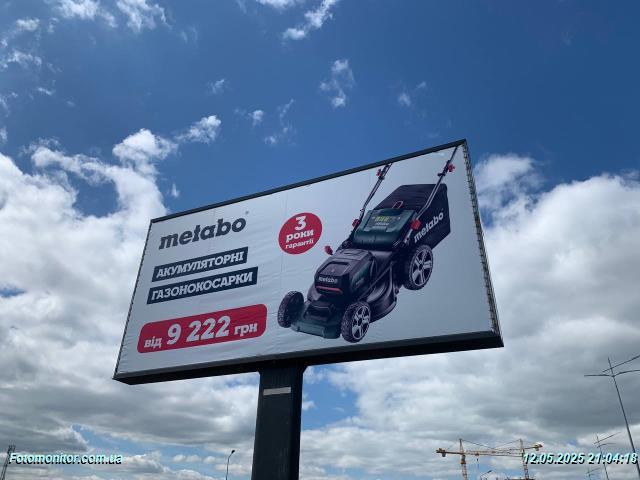 metabo
АКУМУЛЯТОРНІ
ГАЗОНОКОСАРКИ
від 9 222 грн
3
роки
гарантії
metabo
metabo
Fotomonitor.com.ua
12.05.2025 21:04:18